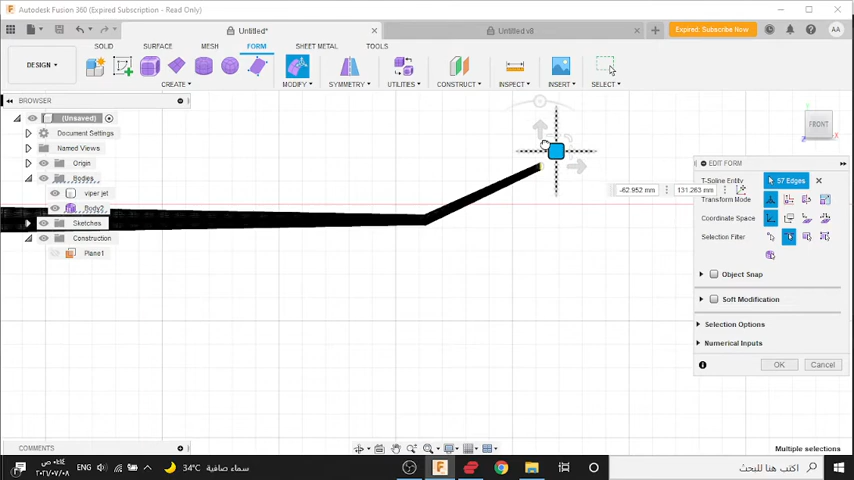 Autodesk Fusion 360 (Expired Subscription - Read Only)
Untitled*
Untitled v8
Expired: Subscribe Now
AA
SOLID
SURFACE
MESH
FORM
SHEET METAL
TOOLS
DESIGN
CREATE
MODIFY
SYMMETRY
UTILITIES
CONSTRUCT
INSPECT
INSERT
SELECT
BROWSER
(Unsaved)
Document Settings
Named Views
Origin
Bodies
viper jet
Body2
Sketches
Construction
Plane1
FRONT
-62.952 mm
131.263 mm
EDIT FORM
T-Spline Entity
57 Edges
Transform Mode
Coordinate Space
Selection Filter
Object Snap
Soft Modification
Selection Options
Numerical Inputs
OK
Cancel
COMMENTS
Multiple selections
ENG
سماء صافية
34°C
اكتب هنا للبحث